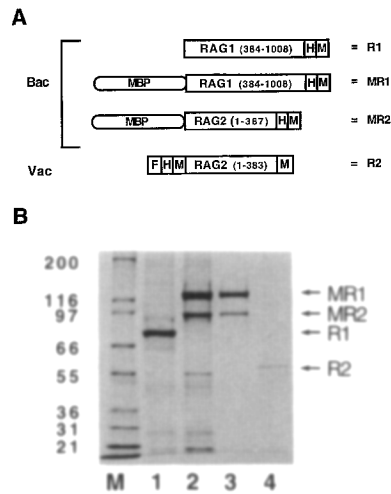 A
RAG1 (384-1008) H M = R1
Bac
MBP RAG1 (384-1008) H M = MR1
MBP RAG2 (1-387) H M = MR2
Vac
F H M RAG2 (1-383) M = R2
B
200
116
97
66
55
36
31
21
← MR1
← MR2
← R1
← R2
M 1 2 3 4